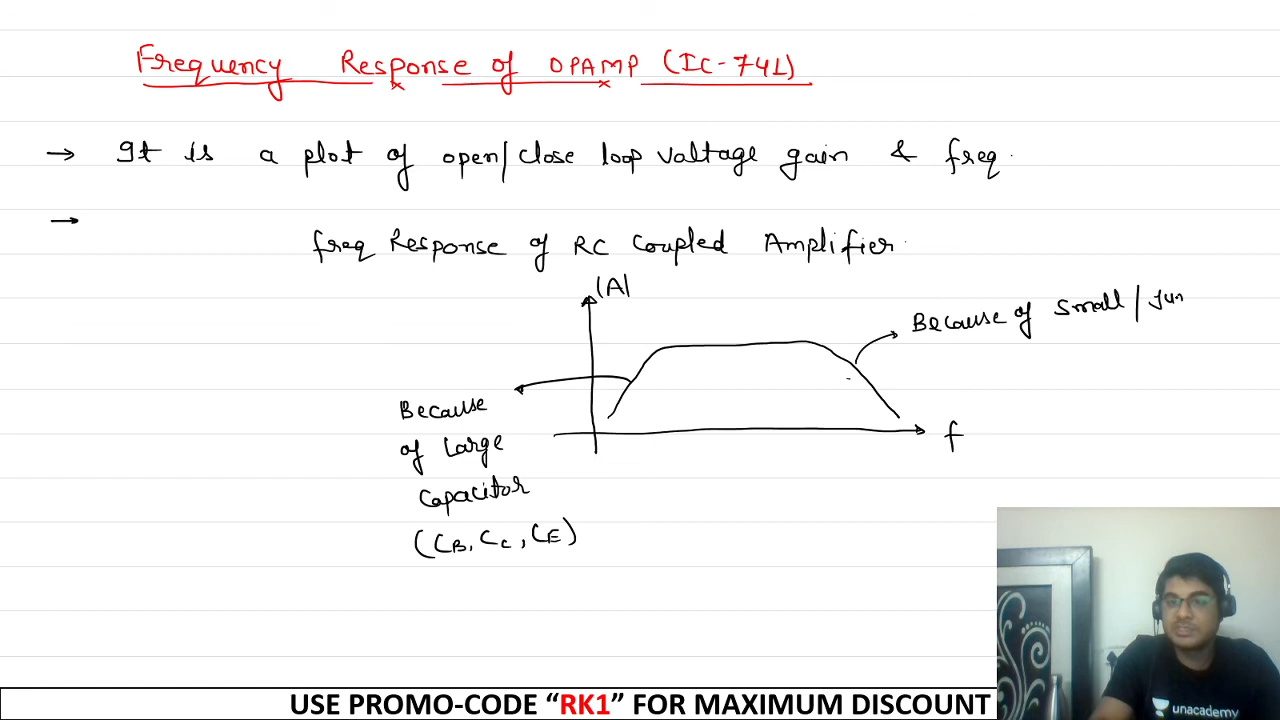 Frequency Response of OPAMP (IC-741)
→ It is a plot of open/close loop voltage gain & freq.
→
freq Response of RC Coupled Amplifier.
|A|
Because of small / Jun
Because
of large
Capacitor
(CB, CC, CE)
f
unacademy
USE PROMO-CODE “RK1” FOR MAXIMUM DISCOUNT